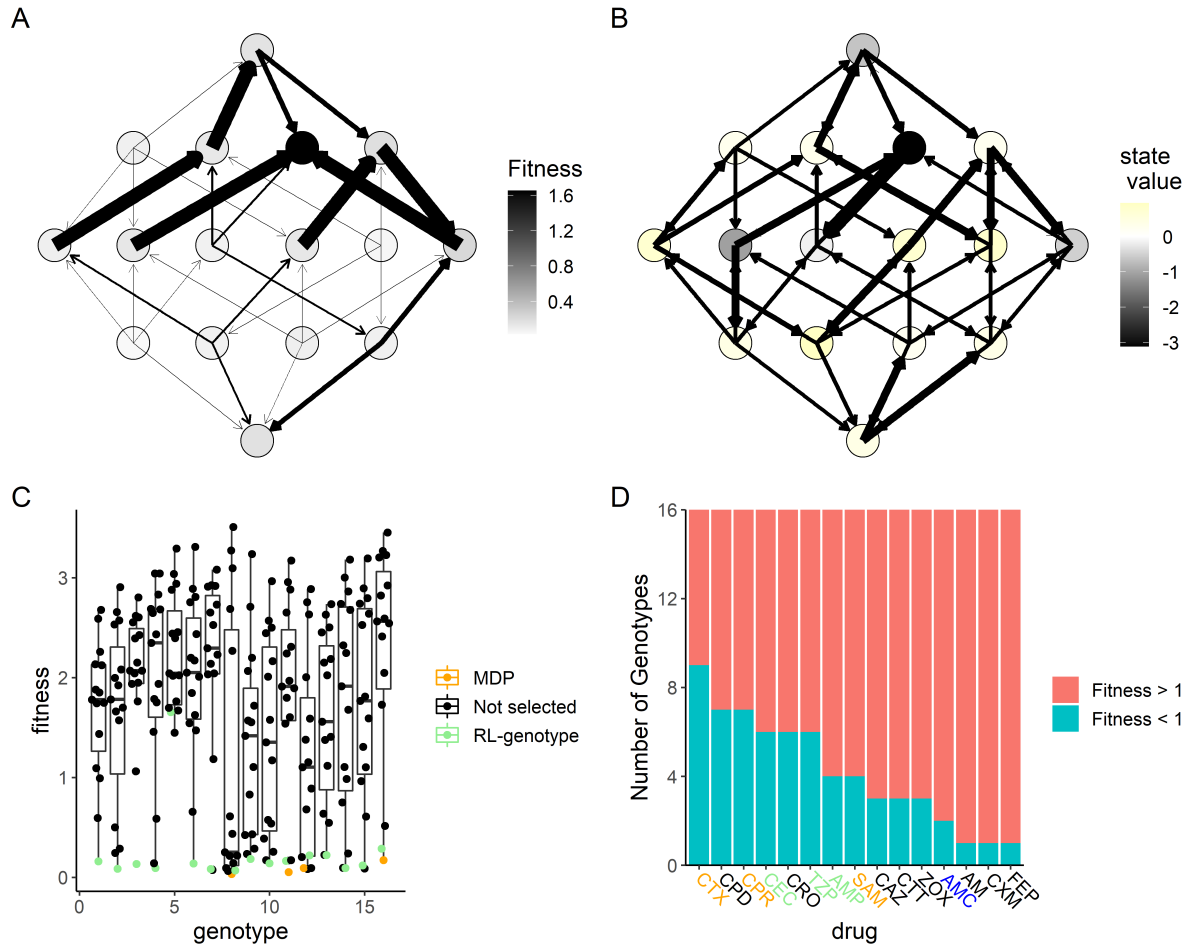 A
B
Fitness
1.6
1.2
0.8
0.4
state
value
0
-1
-2
-3
C
fitness
3
2
1
0
0
5
10
15
genotype
MDP
Not selected
RL-genotype
D
Number of Genotypes
16
12
8
4
0
CTX
CPD
CPR
CEC
CRO
TZP
AMP
SAM
CAZ
CTT
ZOX
AMC
AM
CXM
FEP
drug
Fitness > 1
Fitness < 1